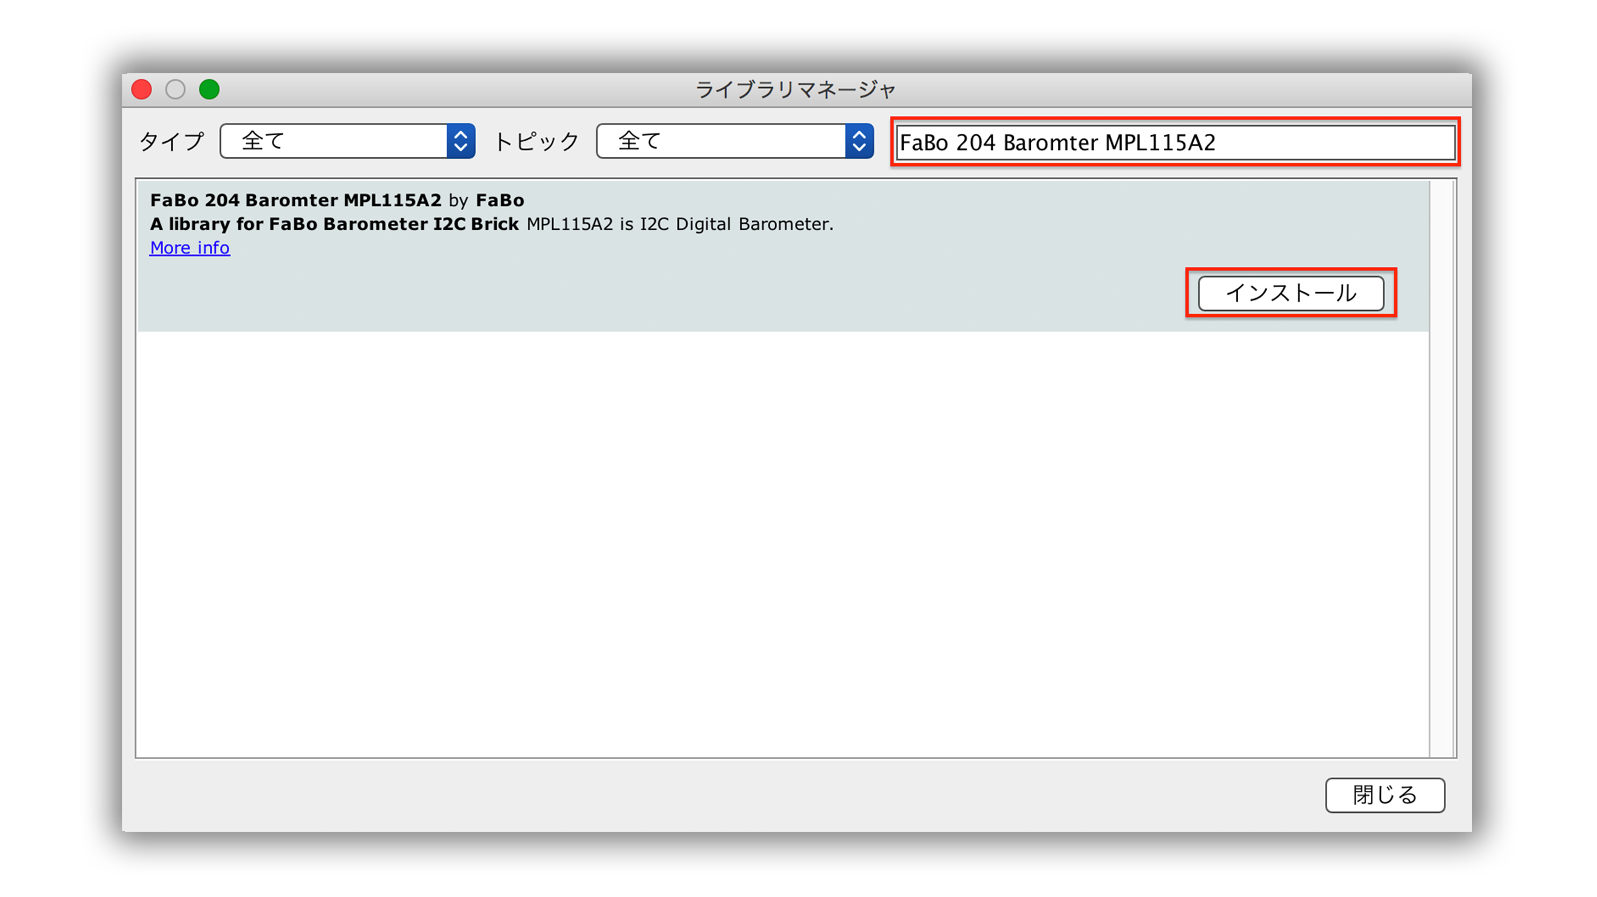 ライブラリマネージャ
タイプ 全て トピック 全て FaBo 204 Baromter MPL115A2
FaBo 204 Baromter MPL115A2 by FaBo
A library for FaBo Barometer I2C Brick MPL115A2 is I2C Digital Barometer.
More info
インストール
閉じる